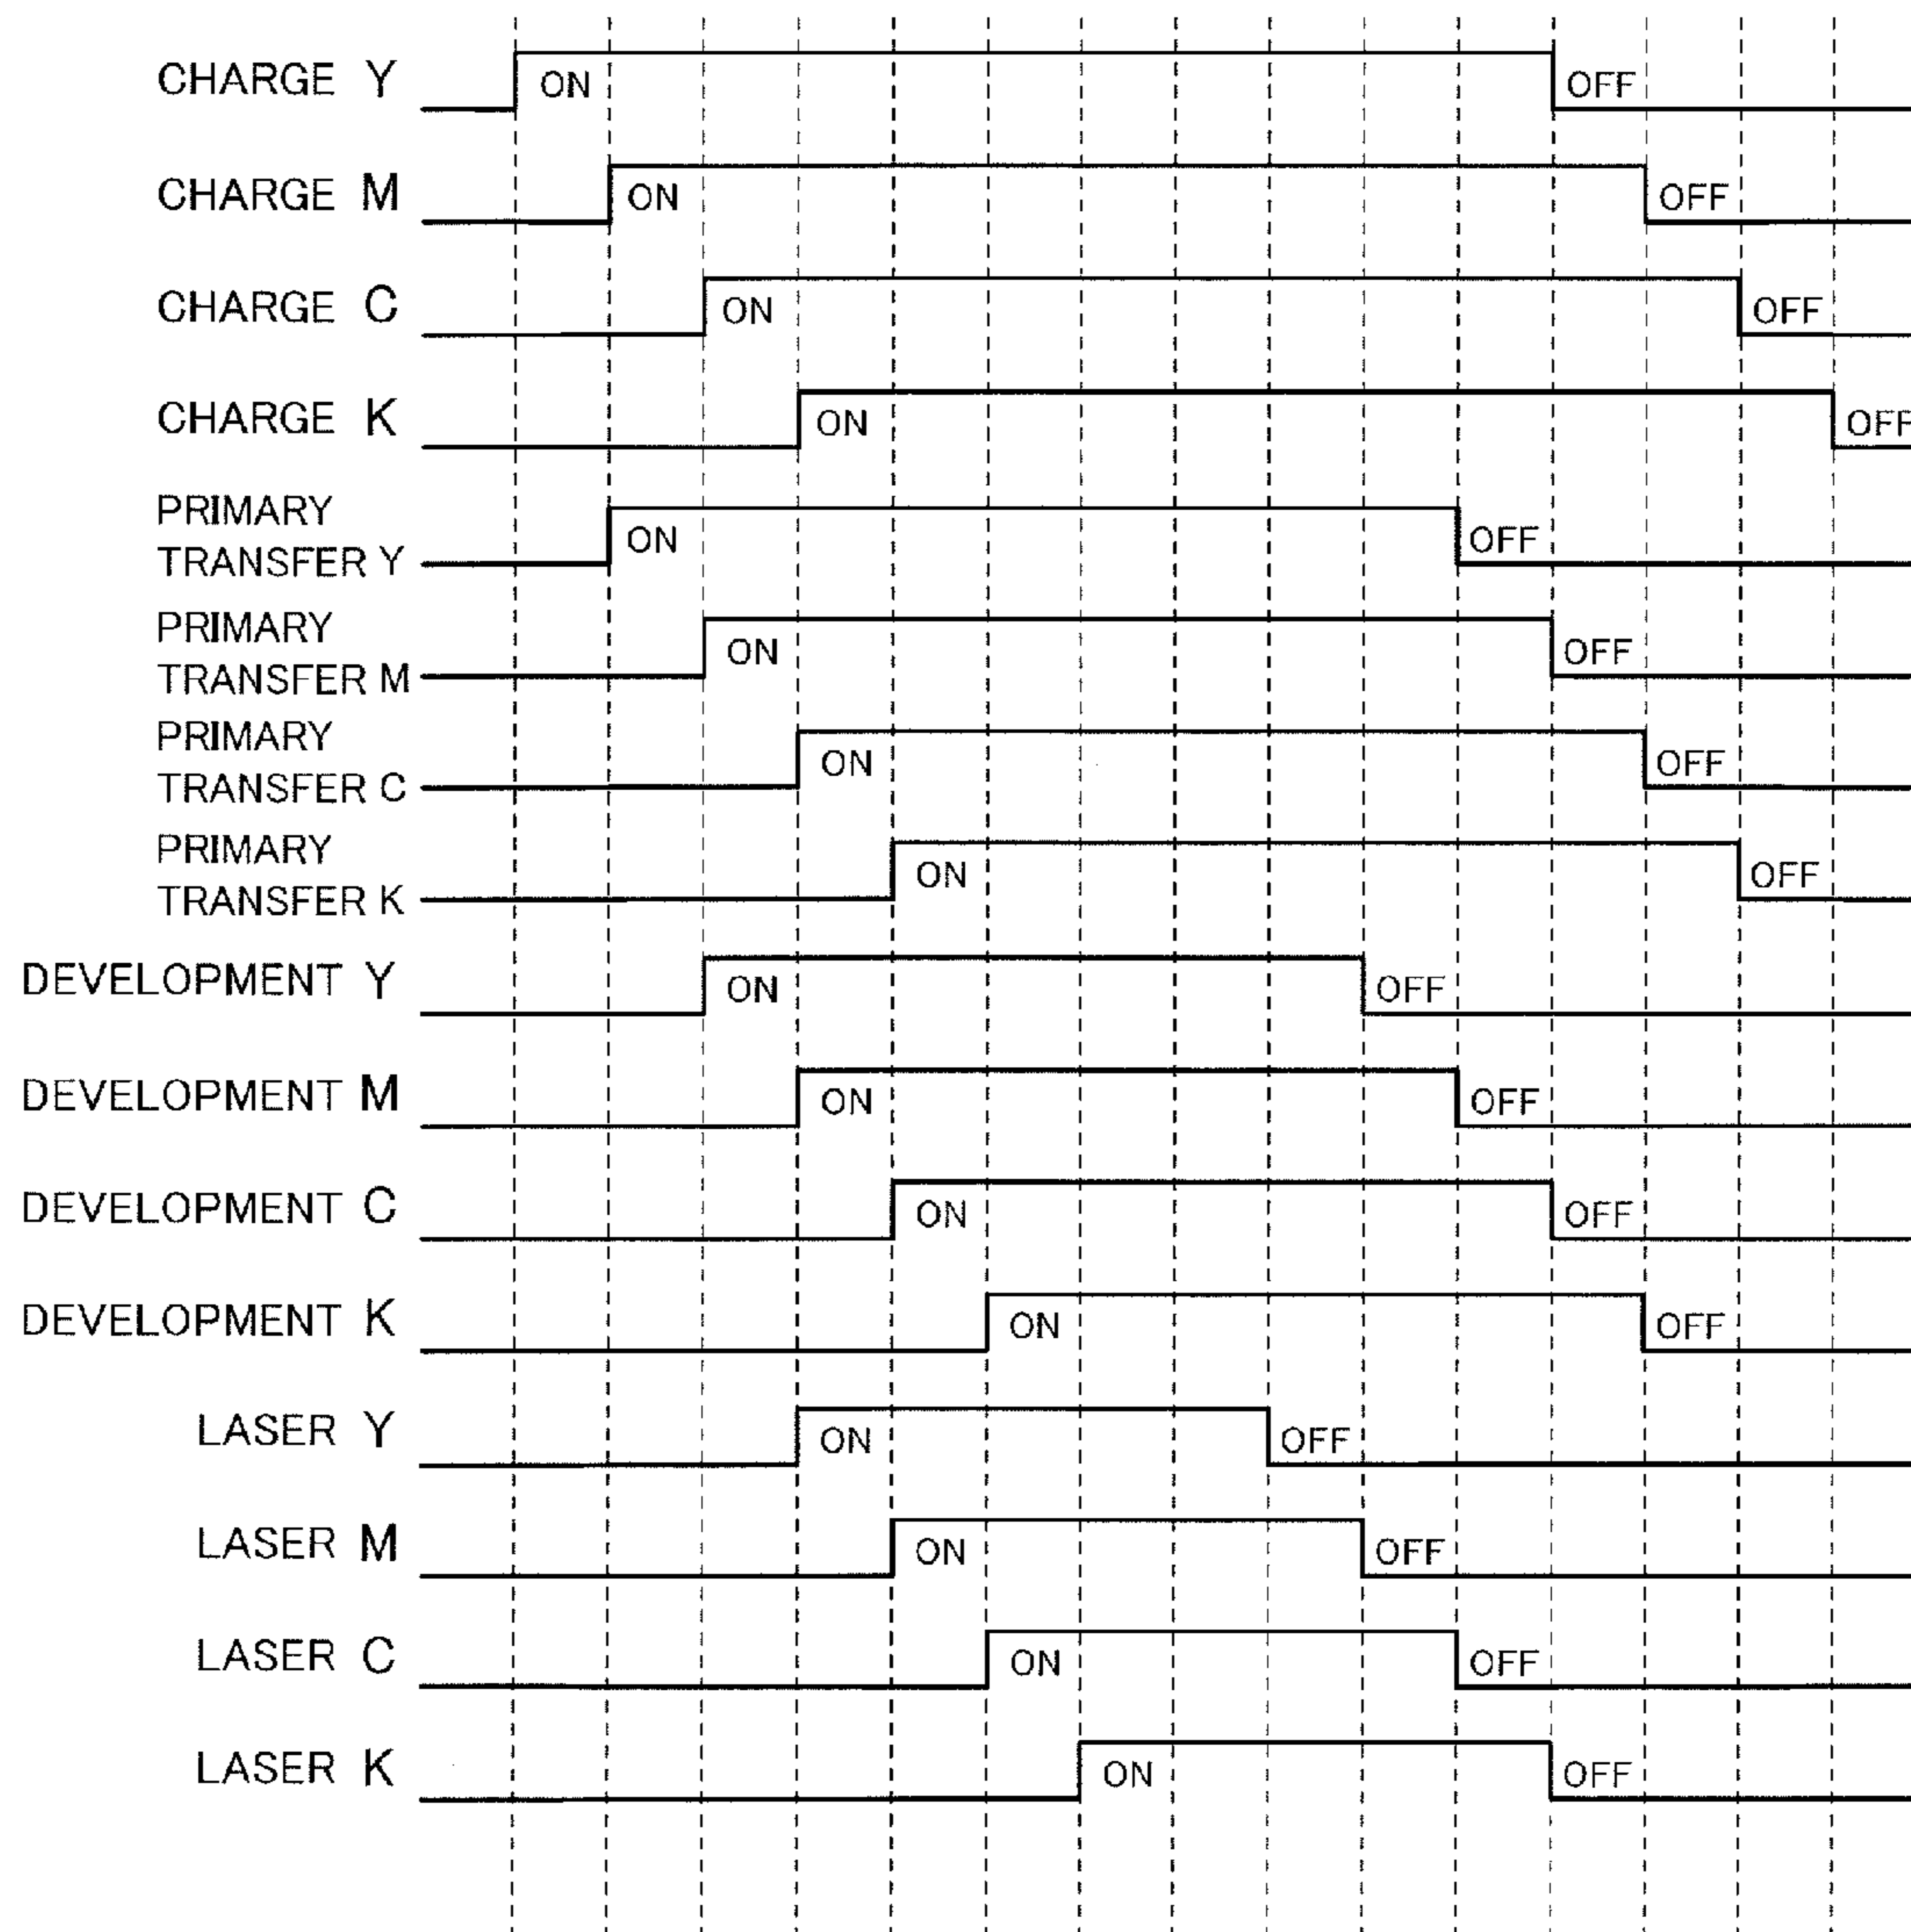 CHARGE Y ON OFF
CHARGE M ON OFF
CHARGE C ON OFF
CHARGE K ON OFF
PRIMARY
TRANSFER Y ON OFF
PRIMARY
TRANSFER M ON OFF
PRIMARY
TRANSFER C ON OFF
PRIMARY
TRANSFER K ON OFF
DEVELOPMENT Y ON OFF
DEVELOPMENT M ON OFF
DEVELOPMENT C ON OFF
DEVELOPMENT K ON OFF
LASER Y ON OFF
LASER M ON OFF
LASER C ON OFF
LASER K ON OFF